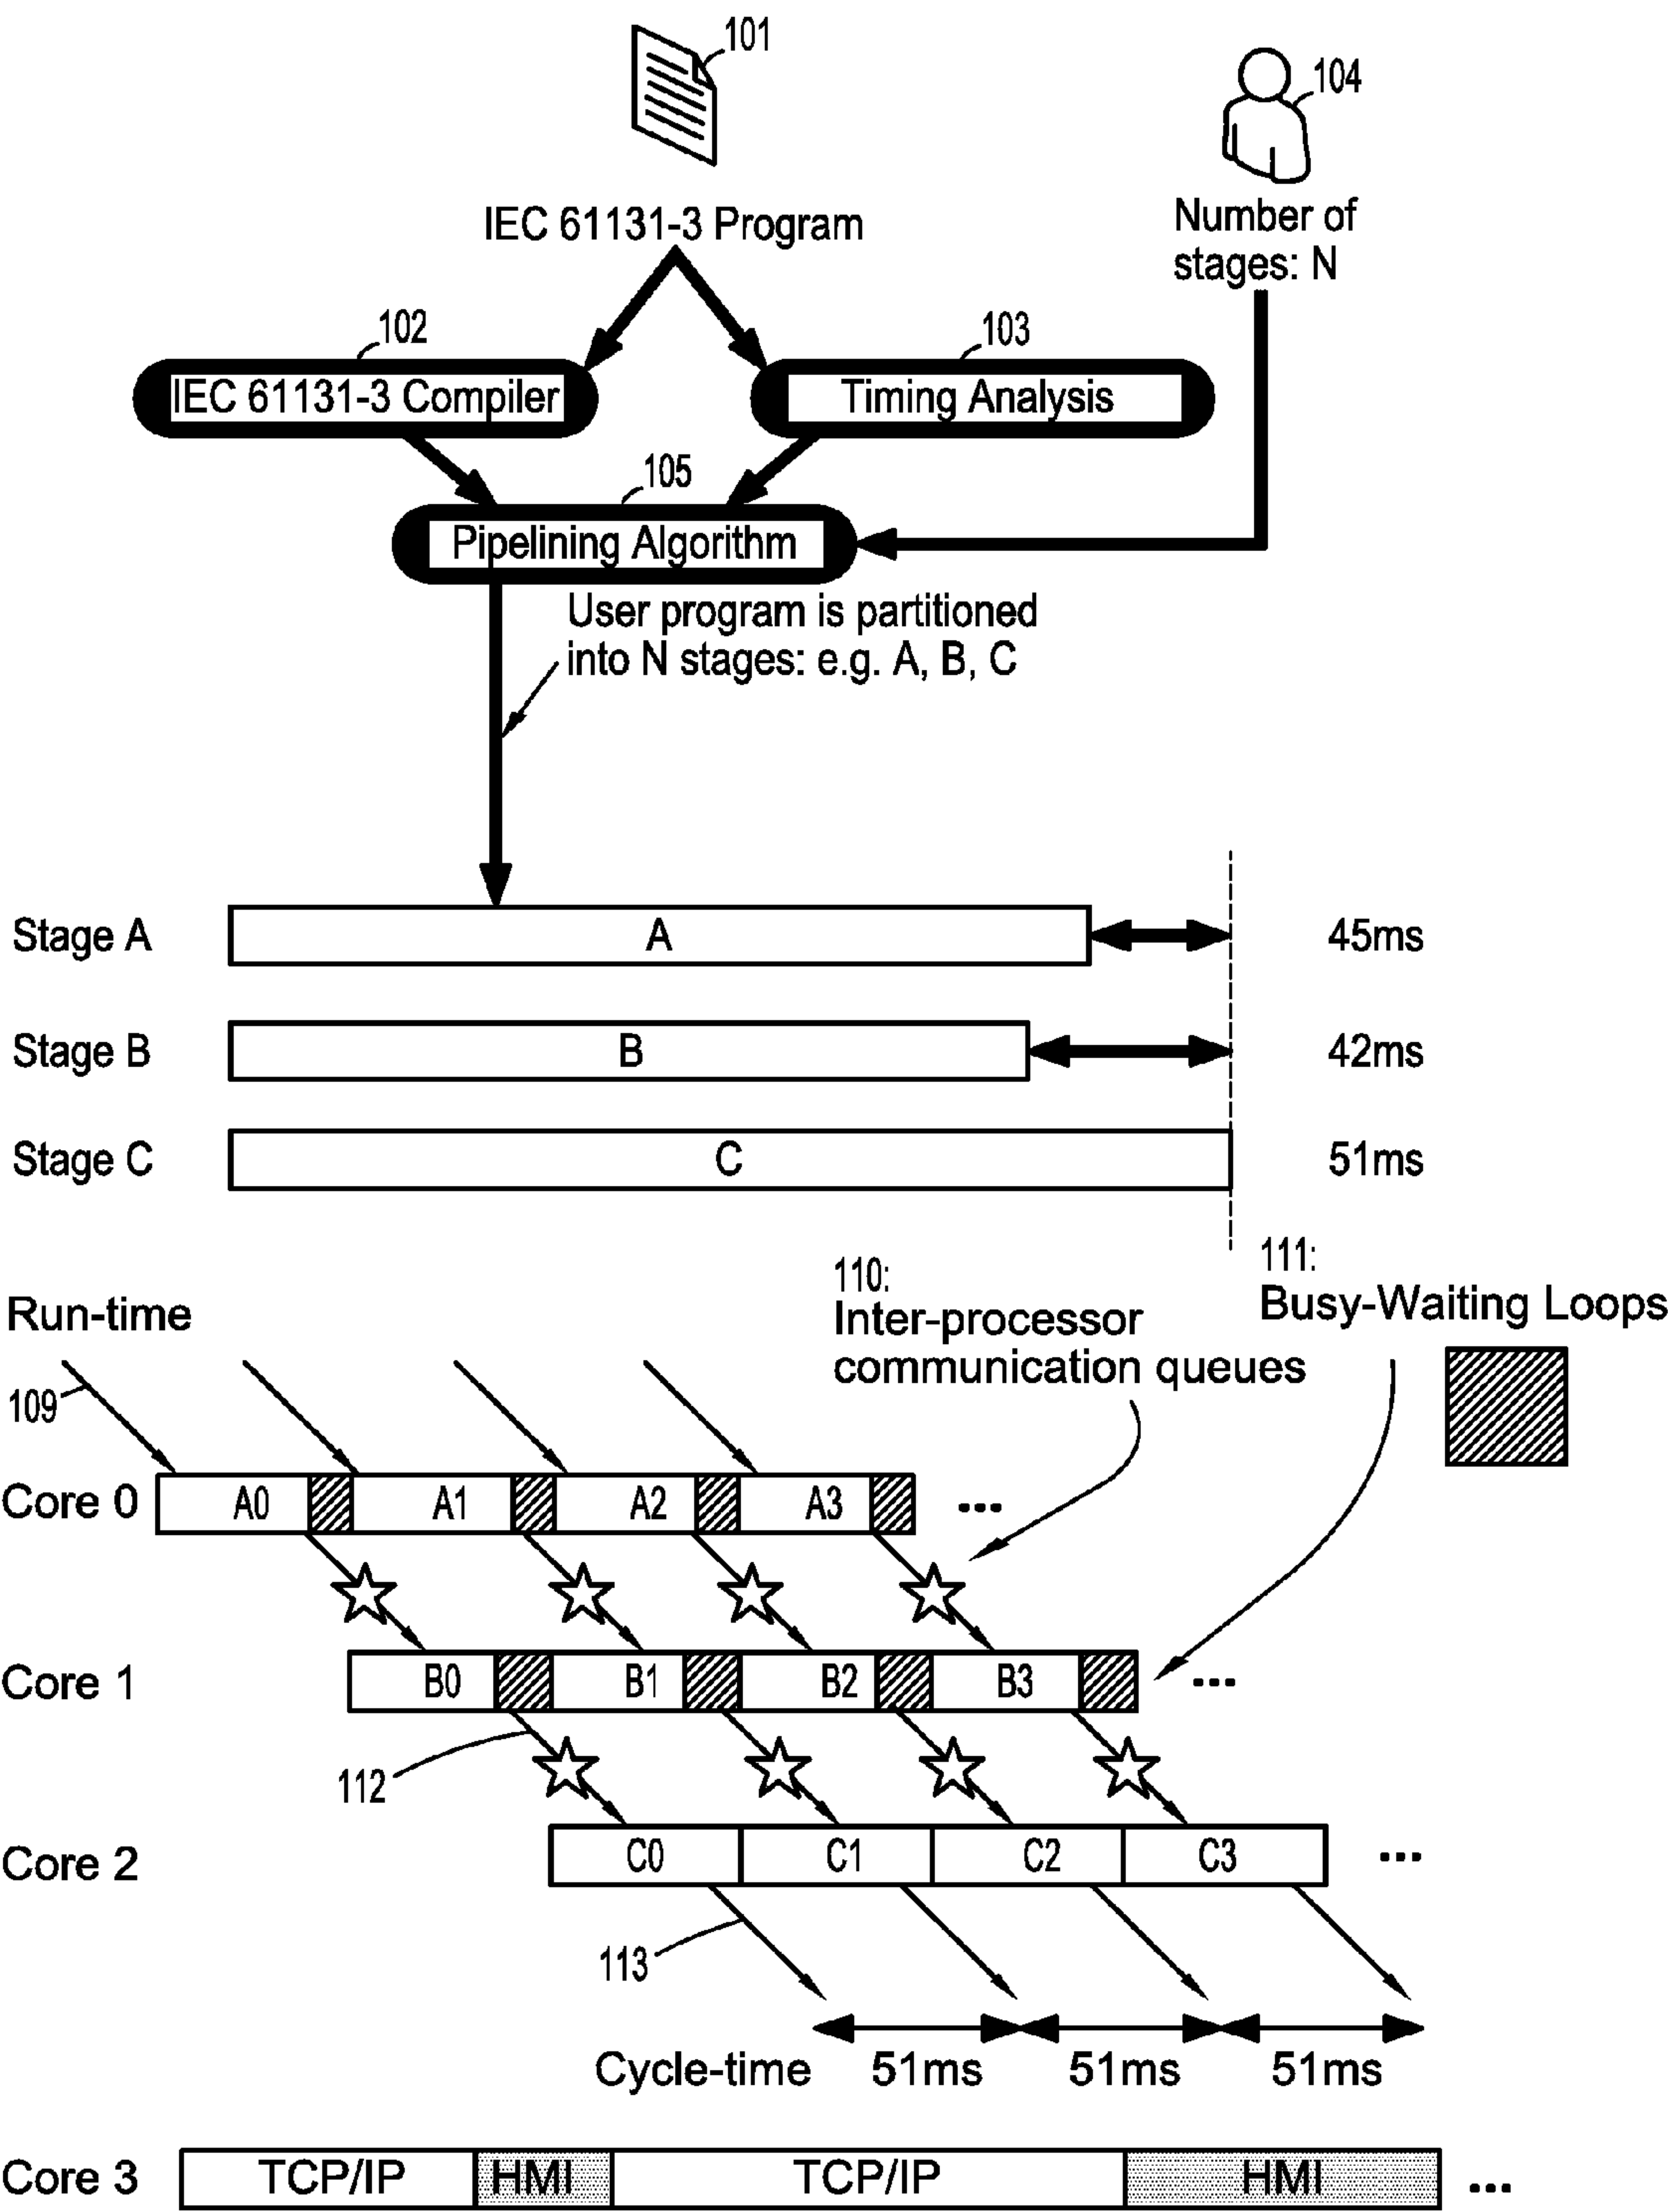 101
104
IEC 61131-3 Program
Number of
stages: N
102
103
IEC 61131-3 Compiler
Timing Analysis
105
Pipelining Algorithm
User program is partitioned
into N stages: e.g. A, B, C
Stage A
A
45ms
Stage B
B
42ms
Stage C
C
51ms
110:
111:
Run-time
Inter-processor
communication queues
Busy-Waiting Loops
109
Core 0
A0
A1
A2
A3
...
Core 1
B0
B1
B2
B3
...
112
Core 2
C0
C1
C2
C3
...
113
Cycle-time
51ms
51ms
51ms
Core 3
TCP/IP
HMI
TCP/IP
HMI
...